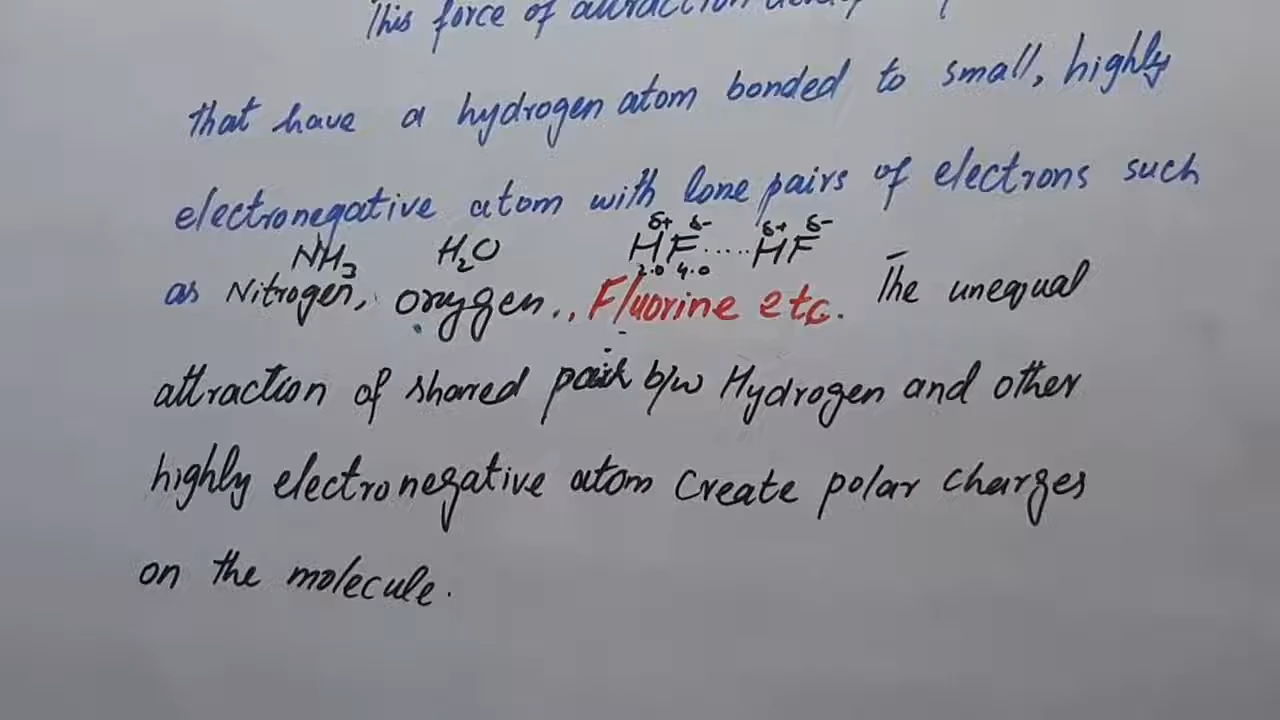 This force of attraction
that have a hydrogen atom bonded to small, highly
electronegative atom with lone pairs of electrons such
NH₃ H₂O δ+ δ- δ+ δ-
HF.....HF
2.0 4.0
as Nitrogen, oxygen.., Fluorine etc. The unequal
attraction of shared pair b/w Hydrogen and other
highly electronegative atom create polar charges
on the molecule.